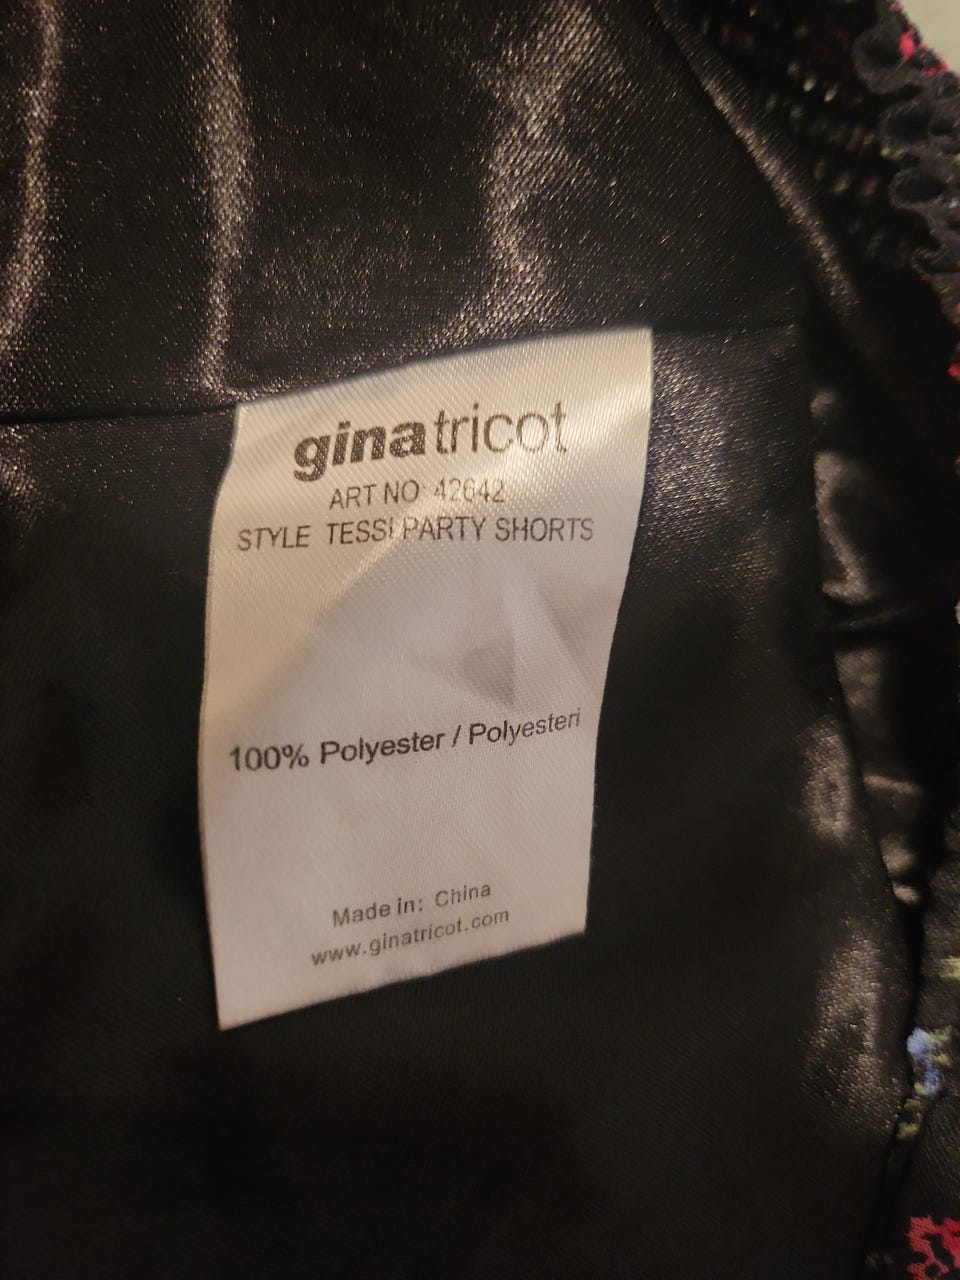 ginatricot
ART NO 42642
STYLE TESSI PARTY SHORTS
100% Polyester / Polyesteri
Made in: China
www.ginatricot.com